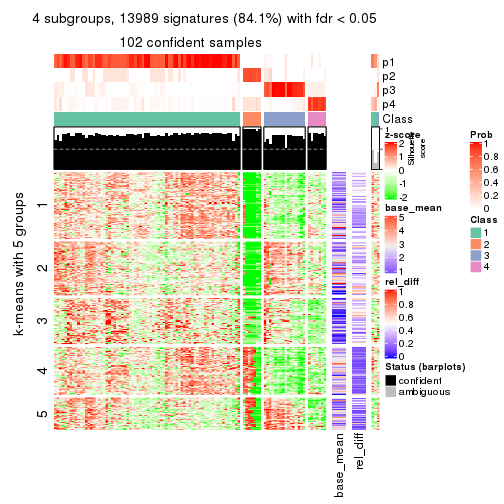 4 subgroups, 13989 signatures (84.1%) with fdr < 0.05
102 confident samples
p1
p2
p3
p4
Class
1
Silhouette
score
z-score
2
1
0
-1
-2
base_mean
5
4
3
2
1
rel_diff
1
0.8
0.6
0.4
0.2
0
Status (barplots)
confident
ambiguous
Prob
1
0.8
0.6
0.4
0.2
0
Class
1
2
3
4
k-means with 5 groups
1
2
3
4
5
base_mean
rel_diff